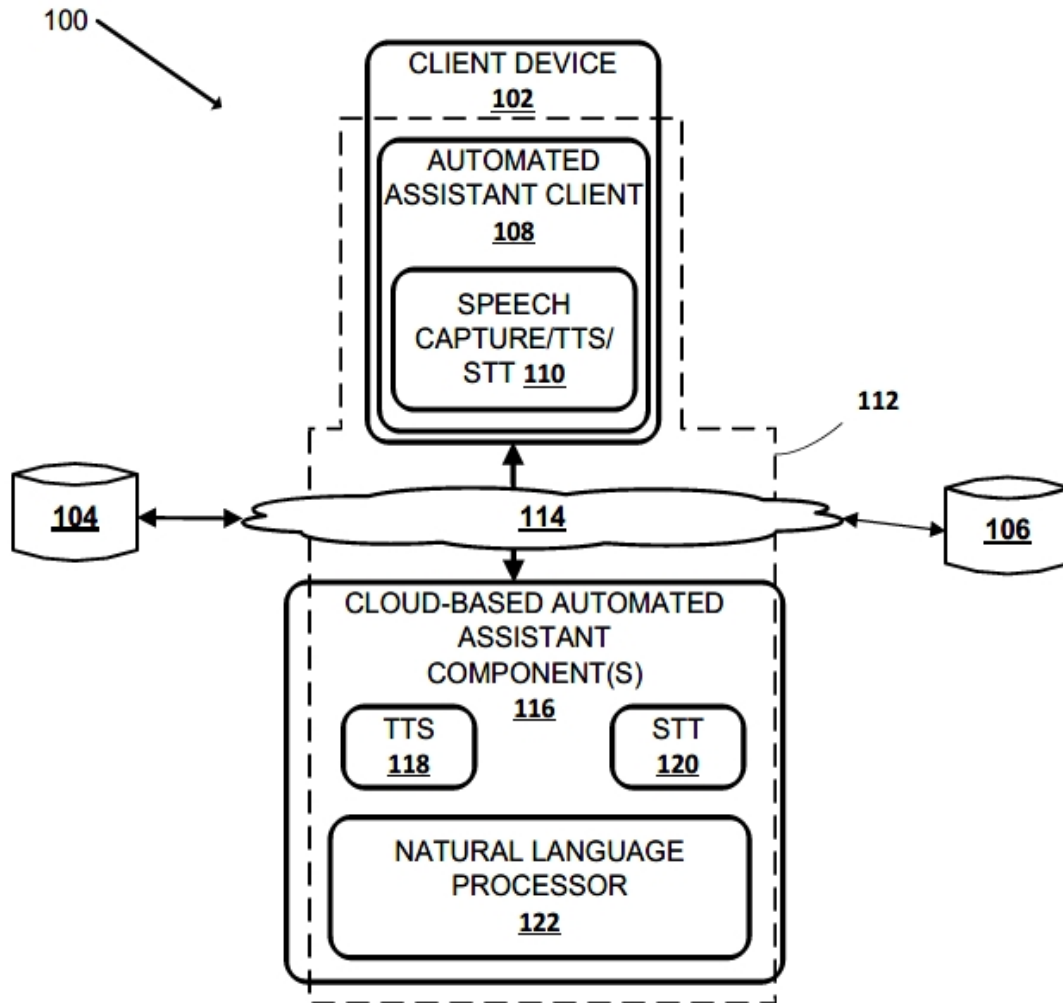 100
CLIENT DEVICE
102
AUTOMATED
ASSISTANT CLIENT
108
SPEECH
CAPTURE/TTS/
STT 110
112
104
114
106
CLOUD-BASED AUTOMATED
ASSISTANT
COMPONENT(S)
116
TTS
118
STT
120
NATURAL LANGUAGE
PROCESSOR
122